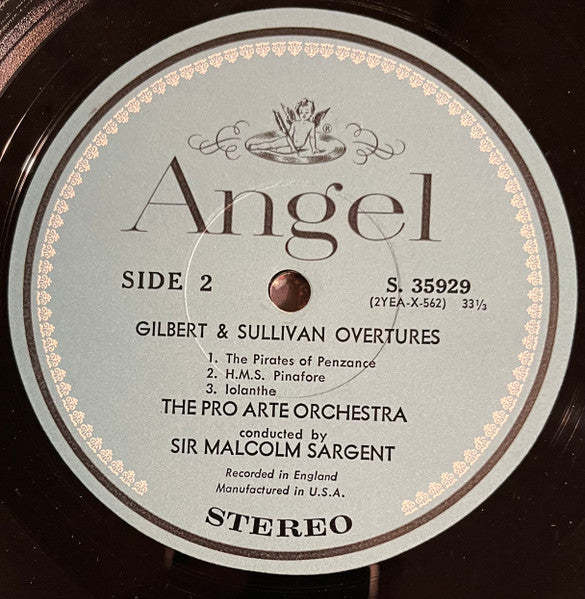 ®
Angel
SIDE 2
S. 35929
(2YEA-X-562) 33⅓
GILBERT & SULLIVAN OVERTURES
1. The Pirates of Penzance
2. H.M.S. Pinafore
3. Iolanthe
THE PRO ARTE ORCHESTRA
conducted by
SIR MALCOLM SARGENT
Recorded in England
Manufactured in U.S.A.
STEREO